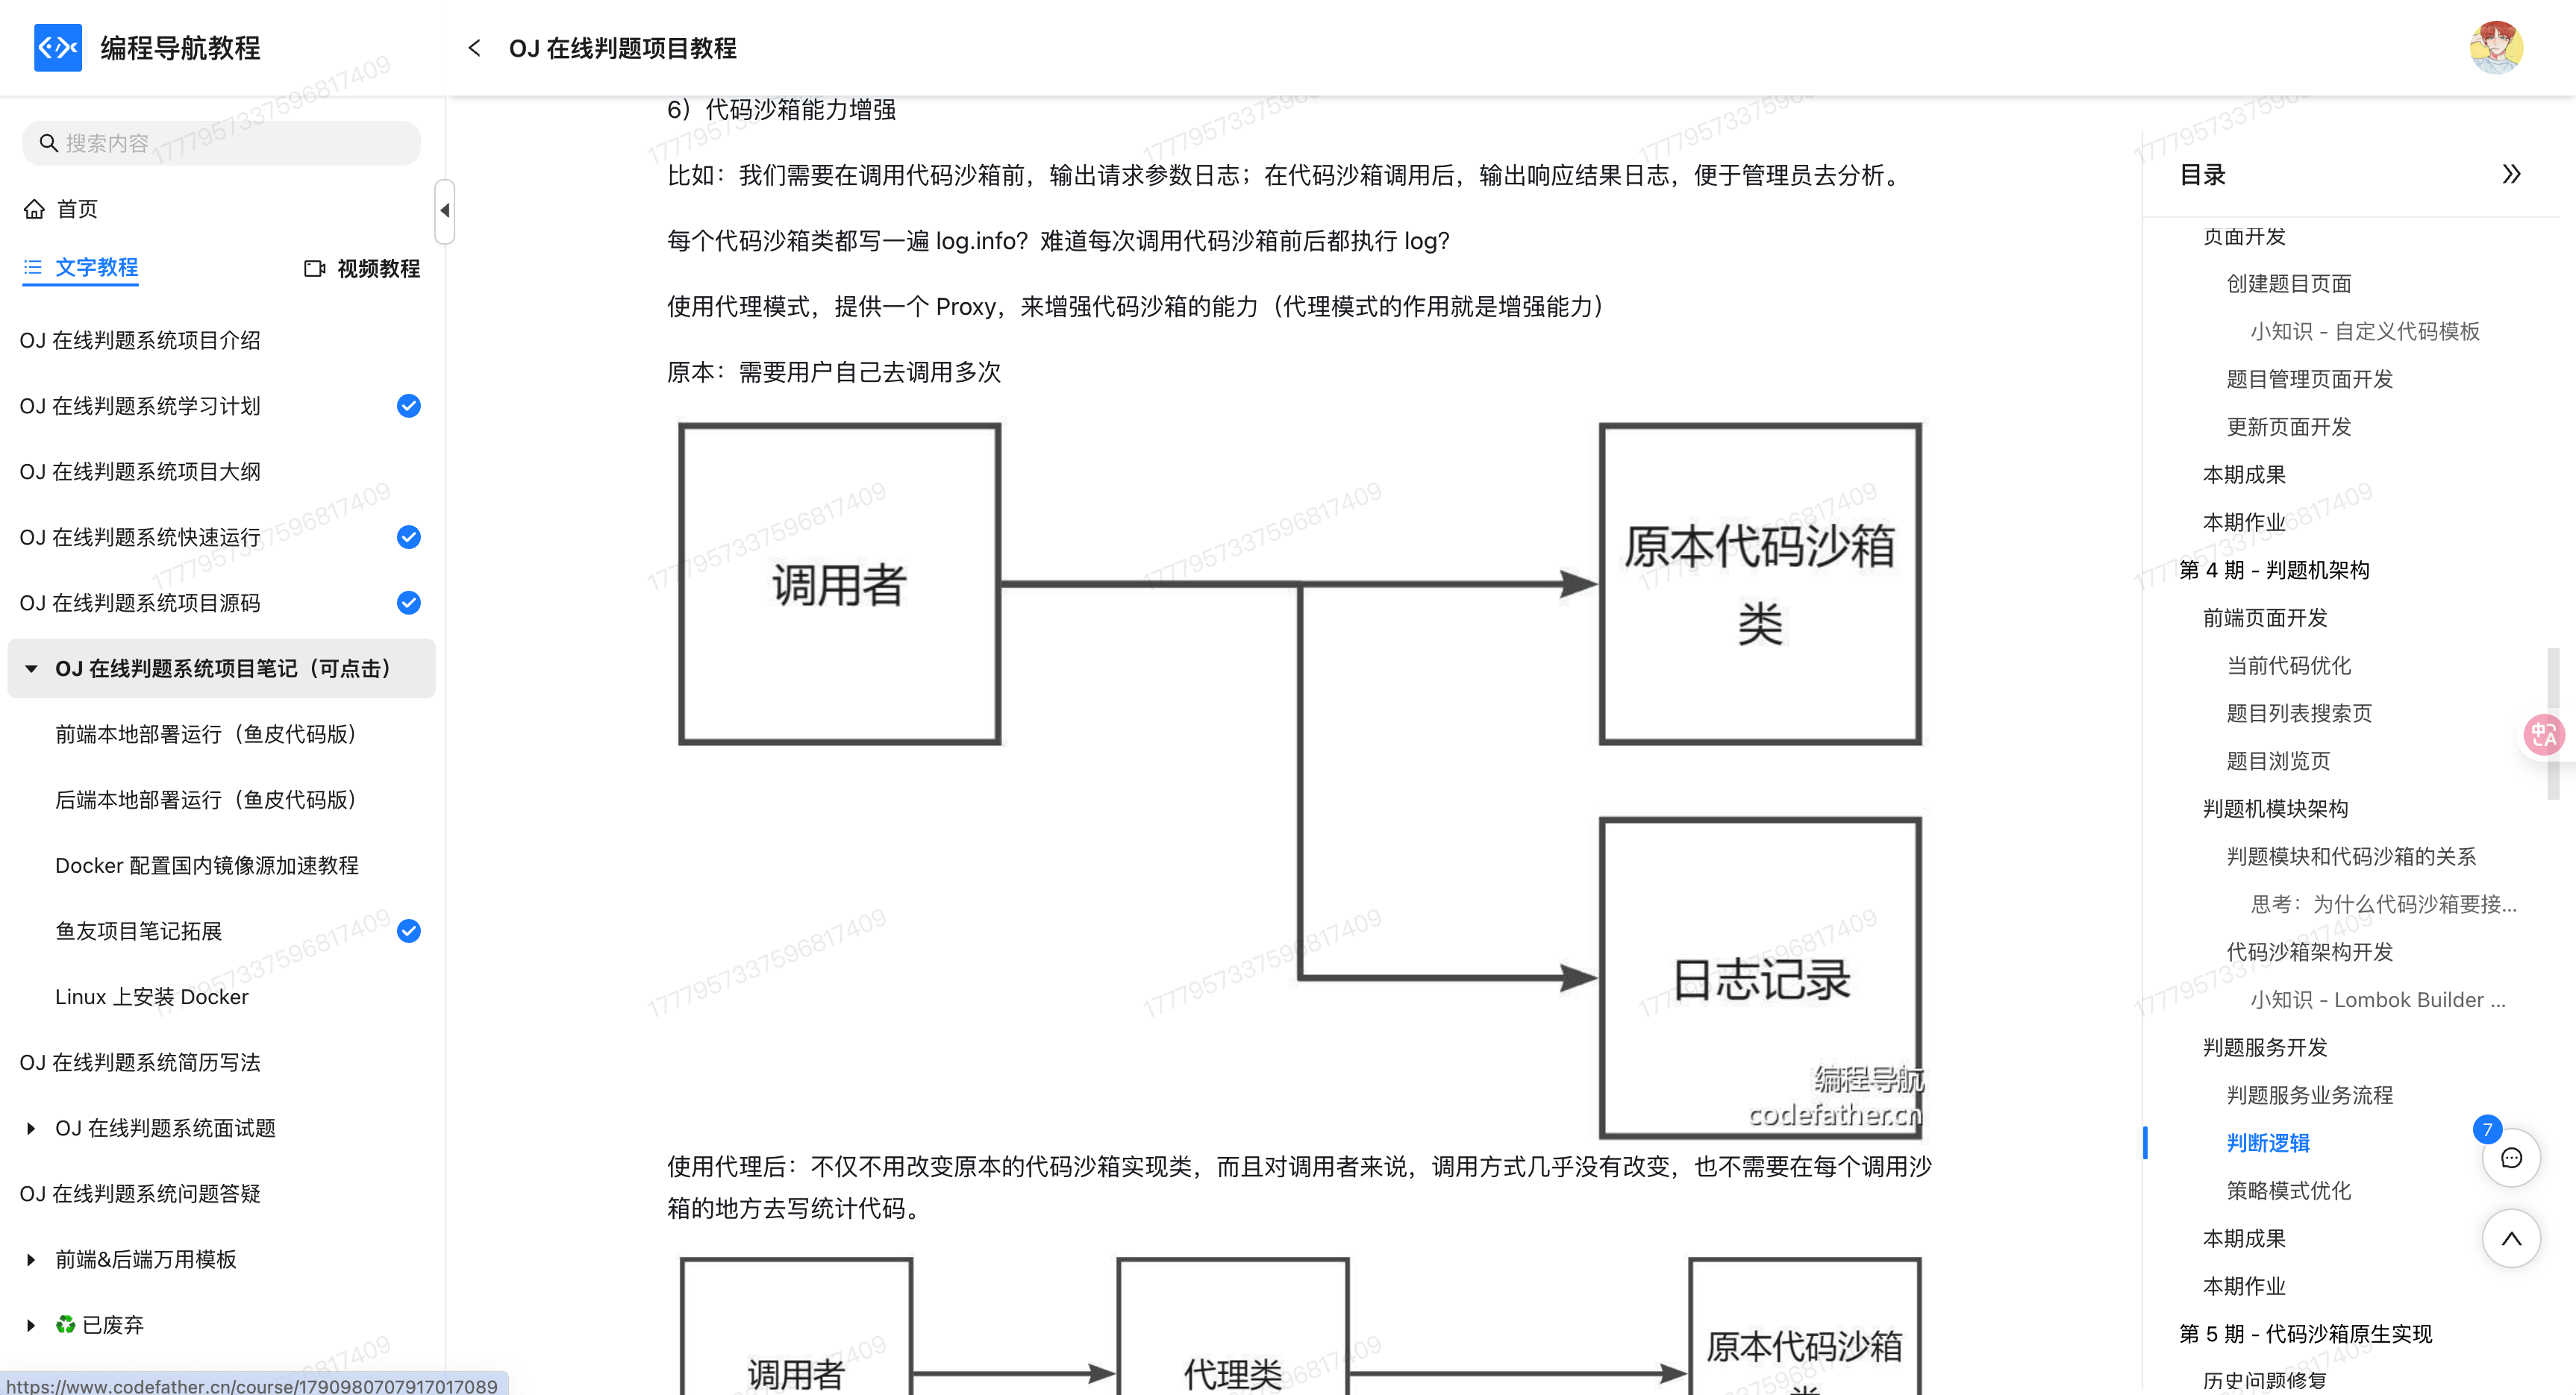 编程导航教程
OJ 在线判题项目教程
搜索内容
首页
文字教程
视频教程
OJ 在线判题系统项目介绍
OJ 在线判题系统学习计划
OJ 在线判题系统项目大纲
OJ 在线判题系统快速运行
OJ 在线判题系统项目源码
OJ 在线判题系统项目笔记（可点击）
前端本地部署运行（鱼皮代码版）
后端本地部署运行（鱼皮代码版）
Docker 配置国内镜像源加速教程
鱼友项目笔记拓展
Linux 上安装 Docker
OJ 在线判题系统简历写法
OJ 在线判题系统面试题
OJ 在线判题系统问题答疑
前端&后端万用模板
♻️ 已废弃
https://www.codefather.cn/course/1790980707917017089
6）代码沙箱能力增强
比如：我们需要在调用代码沙箱前，输出请求参数日志；在代码沙箱调用后，输出响应结果日志，便于管理员去分析。
每个代码沙箱类都写一遍 log.info？难道每次调用代码沙箱前后都执行 log？
使用代理模式，提供一个 Proxy，来增强代码沙箱的能力（代理模式的作用就是增强能力）
原本：需要用户自己去调用多次
调用者
原本代码沙箱
类
日志记录
编程导航
codefather.cn
使用代理后：不仅不用改变原本的代码沙箱实现类，而且对调用者来说，调用方式几乎没有改变，也不需要在每个调用沙
箱的地方去写统计代码。
调用者
代理类
原本代码沙箱
目录
页面开发
创建题目页面
小知识 - 自定义代码模板
题目管理页面开发
更新页面开发
本期成果
本期作业
第 4 期 - 判题机架构
前端页面开发
当前代码优化
题目列表搜索页
题目浏览页
判题机模块架构
判题模块和代码沙箱的关系
思考：为什么代码沙箱要接...
代码沙箱架构开发
小知识 - Lombok Builder ...
判题服务开发
判题服务业务流程
判断逻辑
策略模式优化
本期成果
本期作业
第 5 期 - 代码沙箱原生实现
历史问题修复
7
中A
1777957337596817409